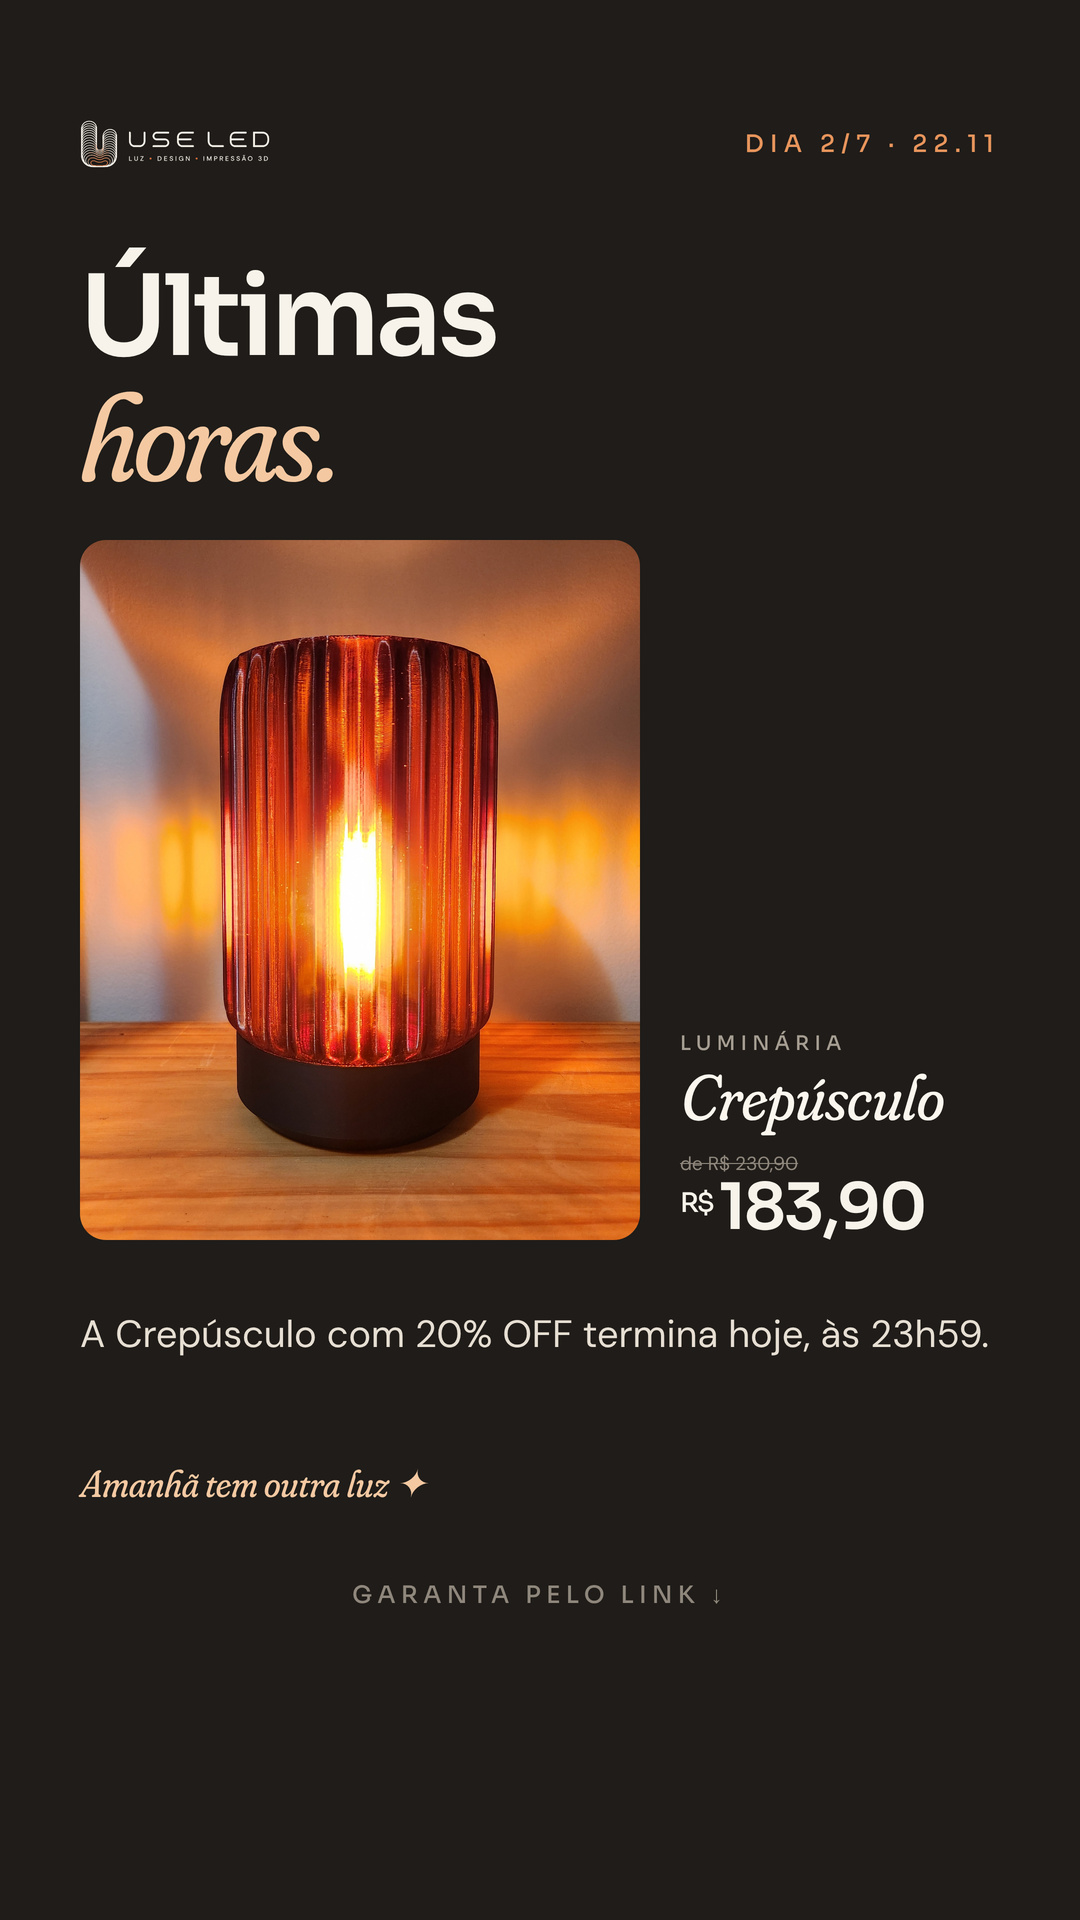 USE LED
LUZ • DESIGN • IMPRESSÃO 3D
DIA 2/7 · 22.11
Últimas
horas.
LUMINÁRIA
Crepúsculo
de R$ 230,90
R$ 183,90
A Crepúsculo com 20% OFF termina hoje, às 23h59.
Amanhã tem outra luz ✦
GARANTA PELO LINK ↓